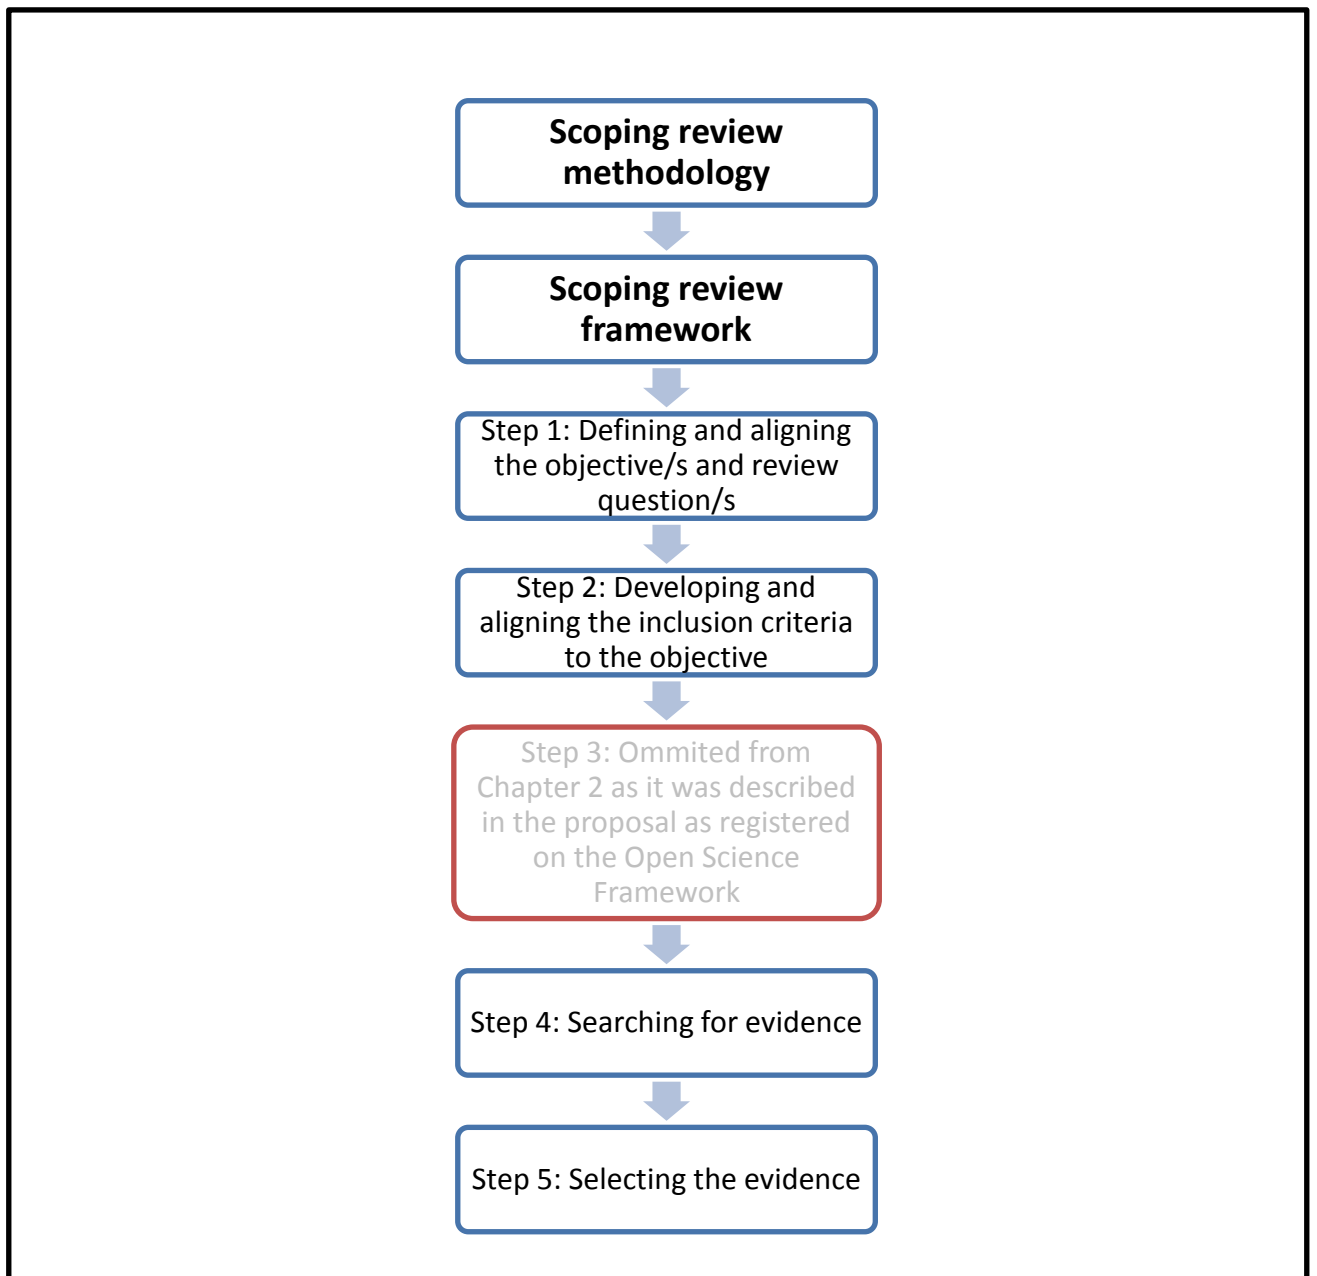 Scoping review
methodology
Scoping review
framework
Step 1: Defining and aligning
the objective/s and review
question/s
Step 2: Developing and
aligning the inclusion criteria
to the objective
Step 3: Ommited from
Chapter 2 as it was described
in the proposal as registered
on the Open Science
Framework
Step 4: Searching for evidence
Step 5: Selecting the evidence